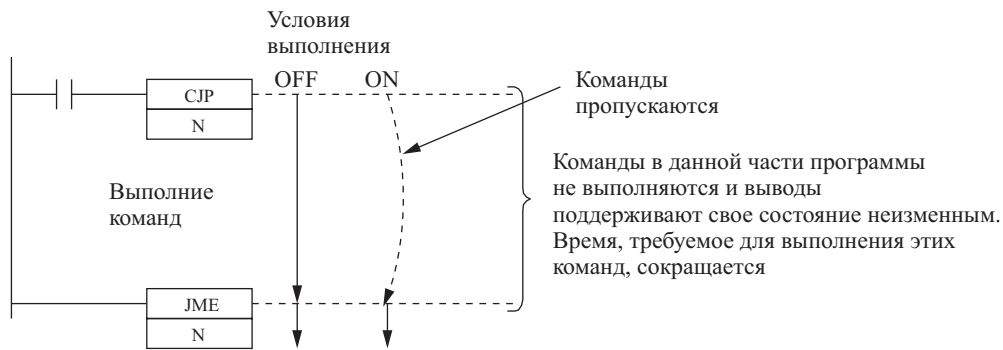 Условия
выполнения
OFF
ON
CJP
N
Команды
пропускаются
Выполние
команд
Команды в данной части программы
не выполняются и выводы
поддерживают свое состояние неизменным.
Время, требуемое для выполнения этих
команд, сокращается
JME
N